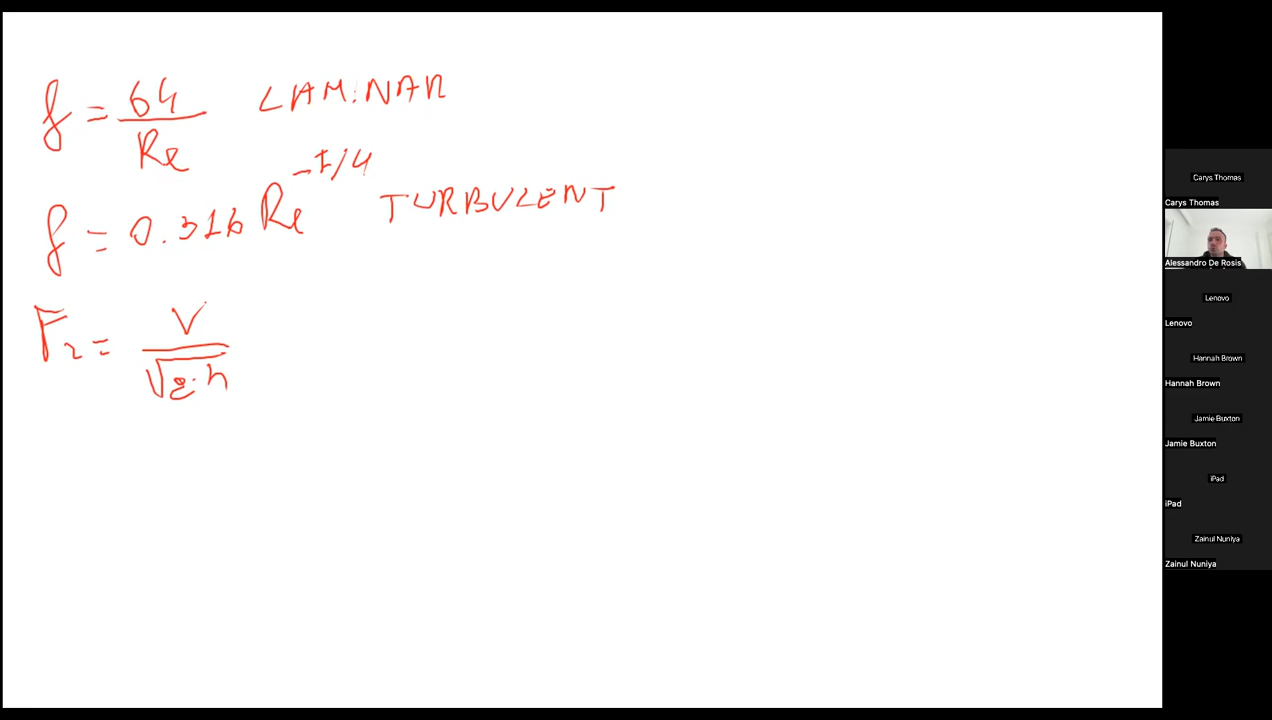 f = 64 / Re LAMINAR
f = 0.316 Re^-1/4 TURBULENT
Fr = V / √g·h
Carys Thomas
Carys Thomas
Alessandro De Rosis
Lenovo
Lenovo
Hannah Brown
Hannah Brown
Jamie Buxton
Jamie Buxton
iPad
iPad
Zainul Nuniya
Zainul Nuniya